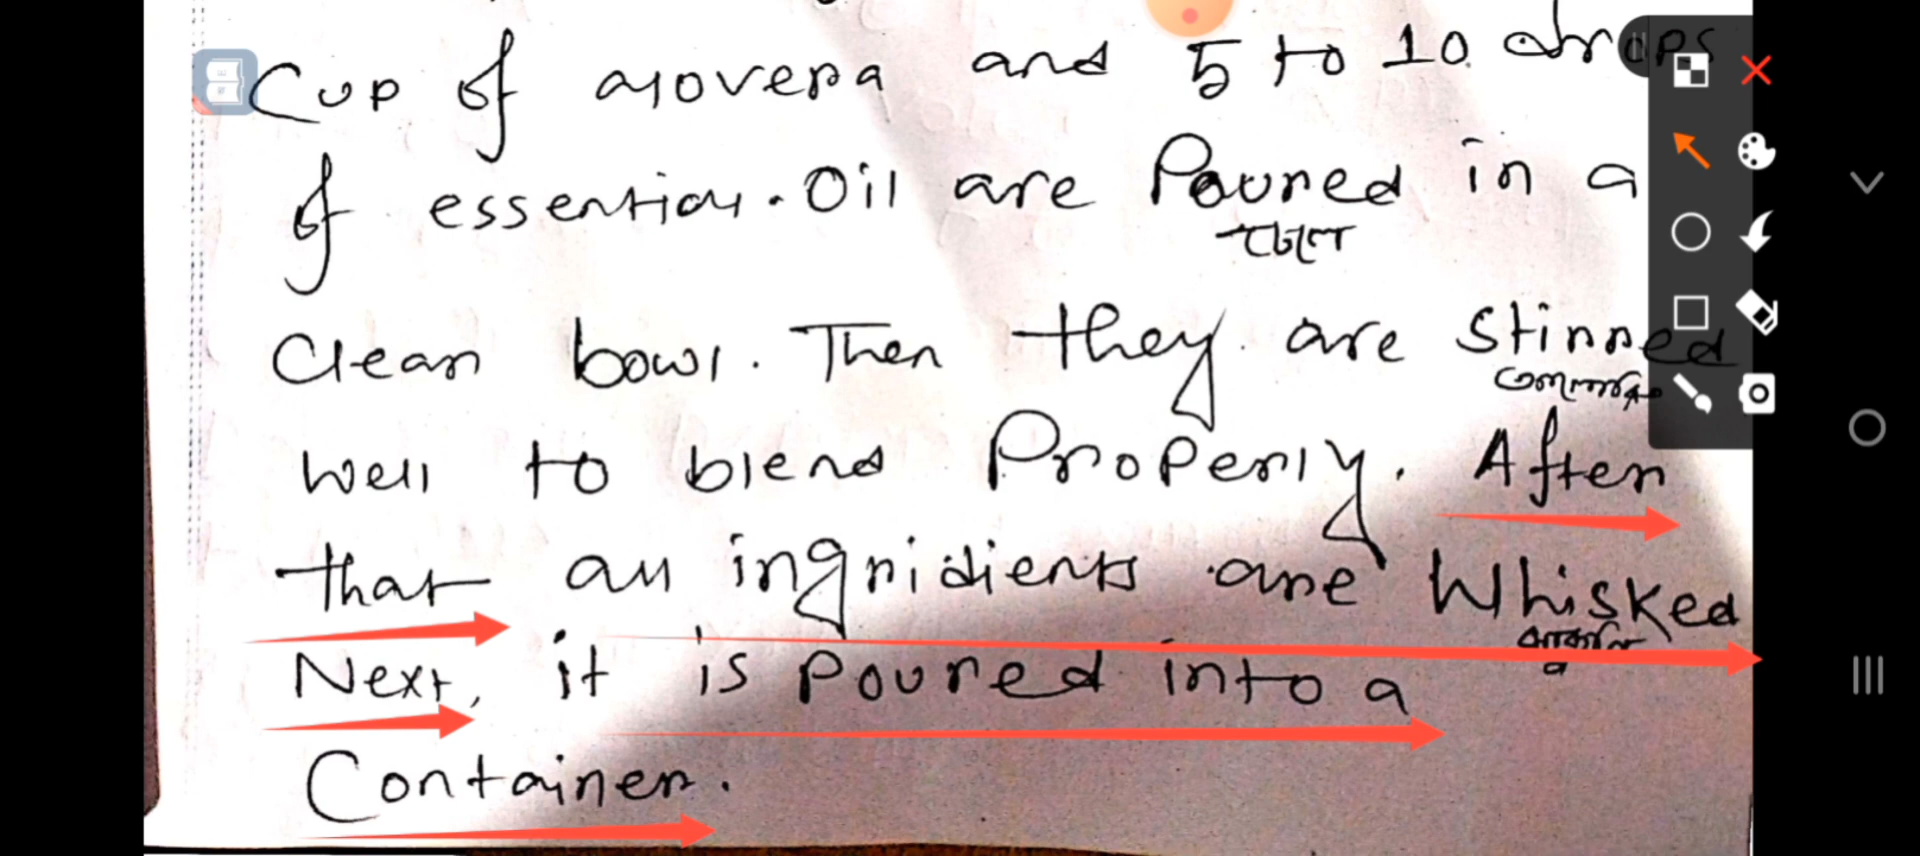 Cup of alovera and 5 to 10 drops
of essential. Oil are Poured in a
ঢালা
Clean bowl. Then they are stirred
well to blend Properly. After
that all ingridients are Whisked
Next, it is poured into a
Container.